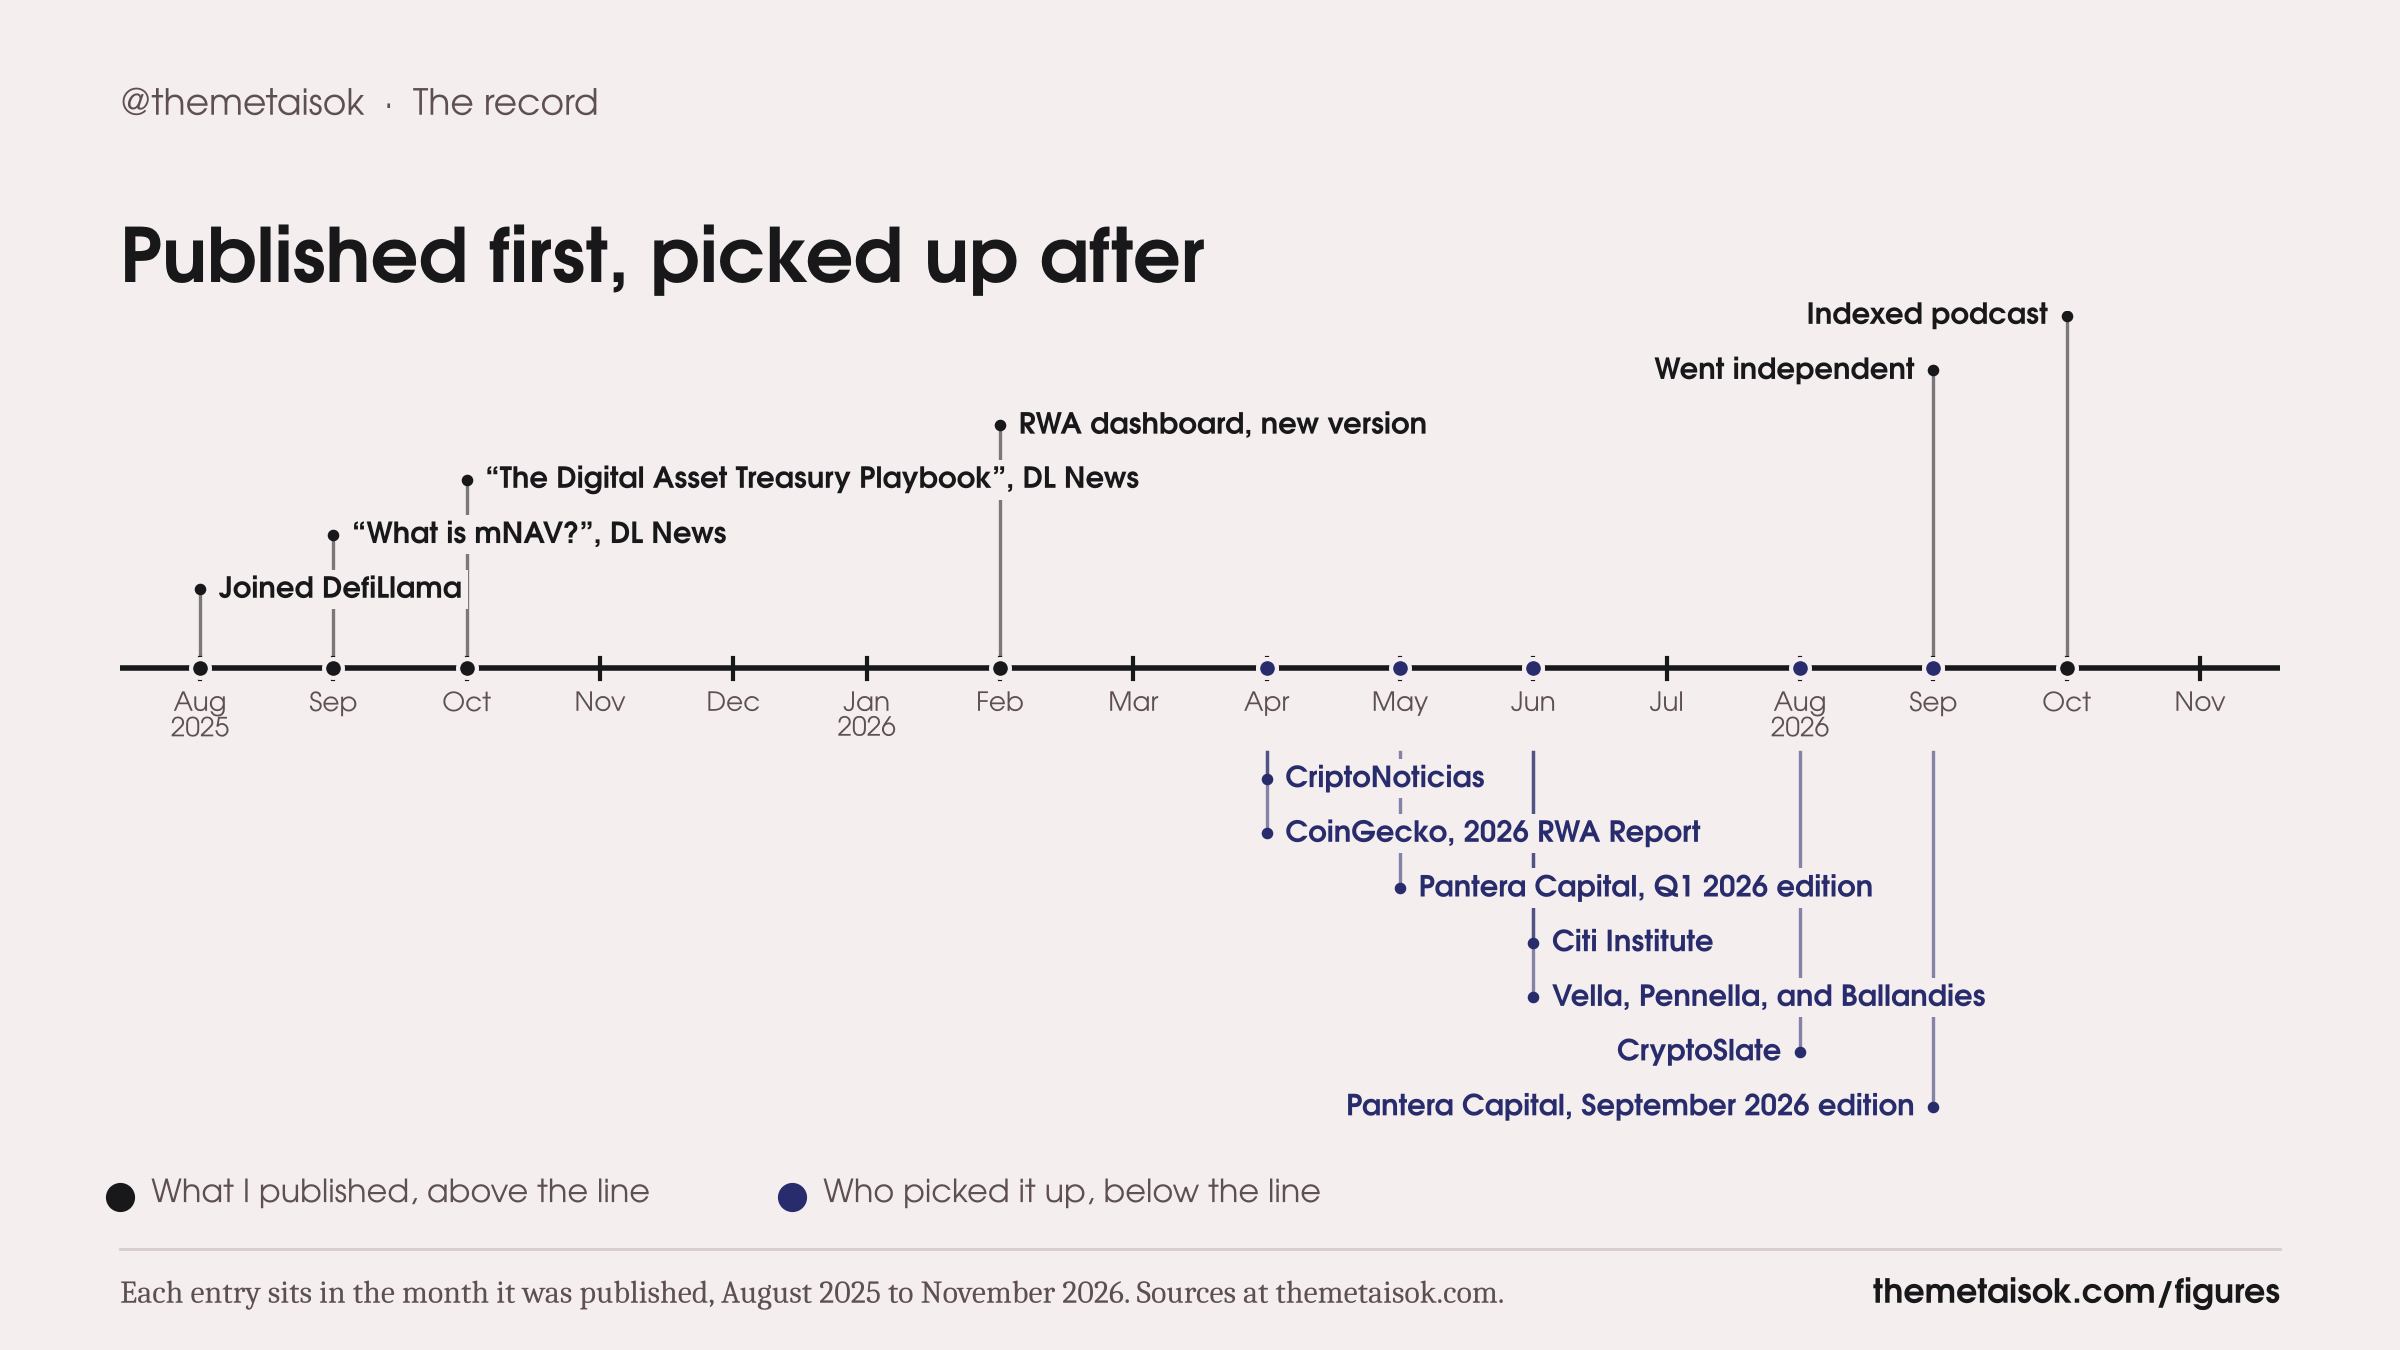 @themetaisok · The record
Published first, picked up after
Indexed podcast
Went independent
RWA dashboard, new version
“The Digital Asset Treasury Playbook”, DL News
“What is mNAV?”, DL News
Joined DefiLlama
Aug Sep Oct Nov Dec Jan Feb Mar Apr May Jun Jul Aug Sep Oct Nov
2025 2026 2026
CriptoNoticias
CoinGecko, 2026 RWA Report
Pantera Capital, Q1 2026 edition
Citi Institute
Vella, Pennella, and Ballandies
CryptoSlate
Pantera Capital, September 2026 edition
What I published, above the line
Who picked it up, below the line
Each entry sits in the month it was published, August 2025 to November 2026. Sources at themetaisok.com.
themetaisok.com/figures